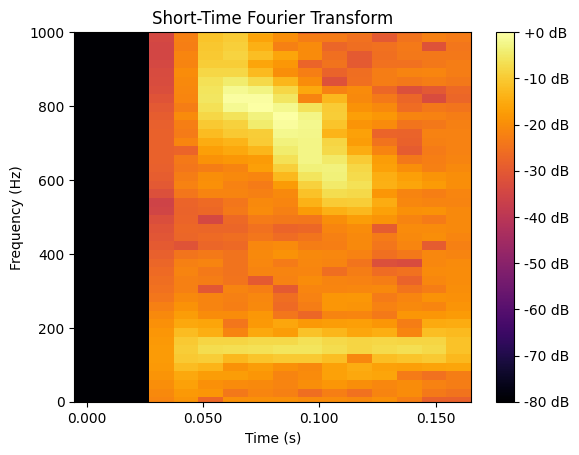 Short-Time Fourier Transform
Frequency (Hz)
1000
800
600
400
200
0
0.000
0.050
0.100
0.150
Time (s)
+0 dB
-10 dB
-20 dB
-30 dB
-40 dB
-50 dB
-60 dB
-70 dB
-80 dB